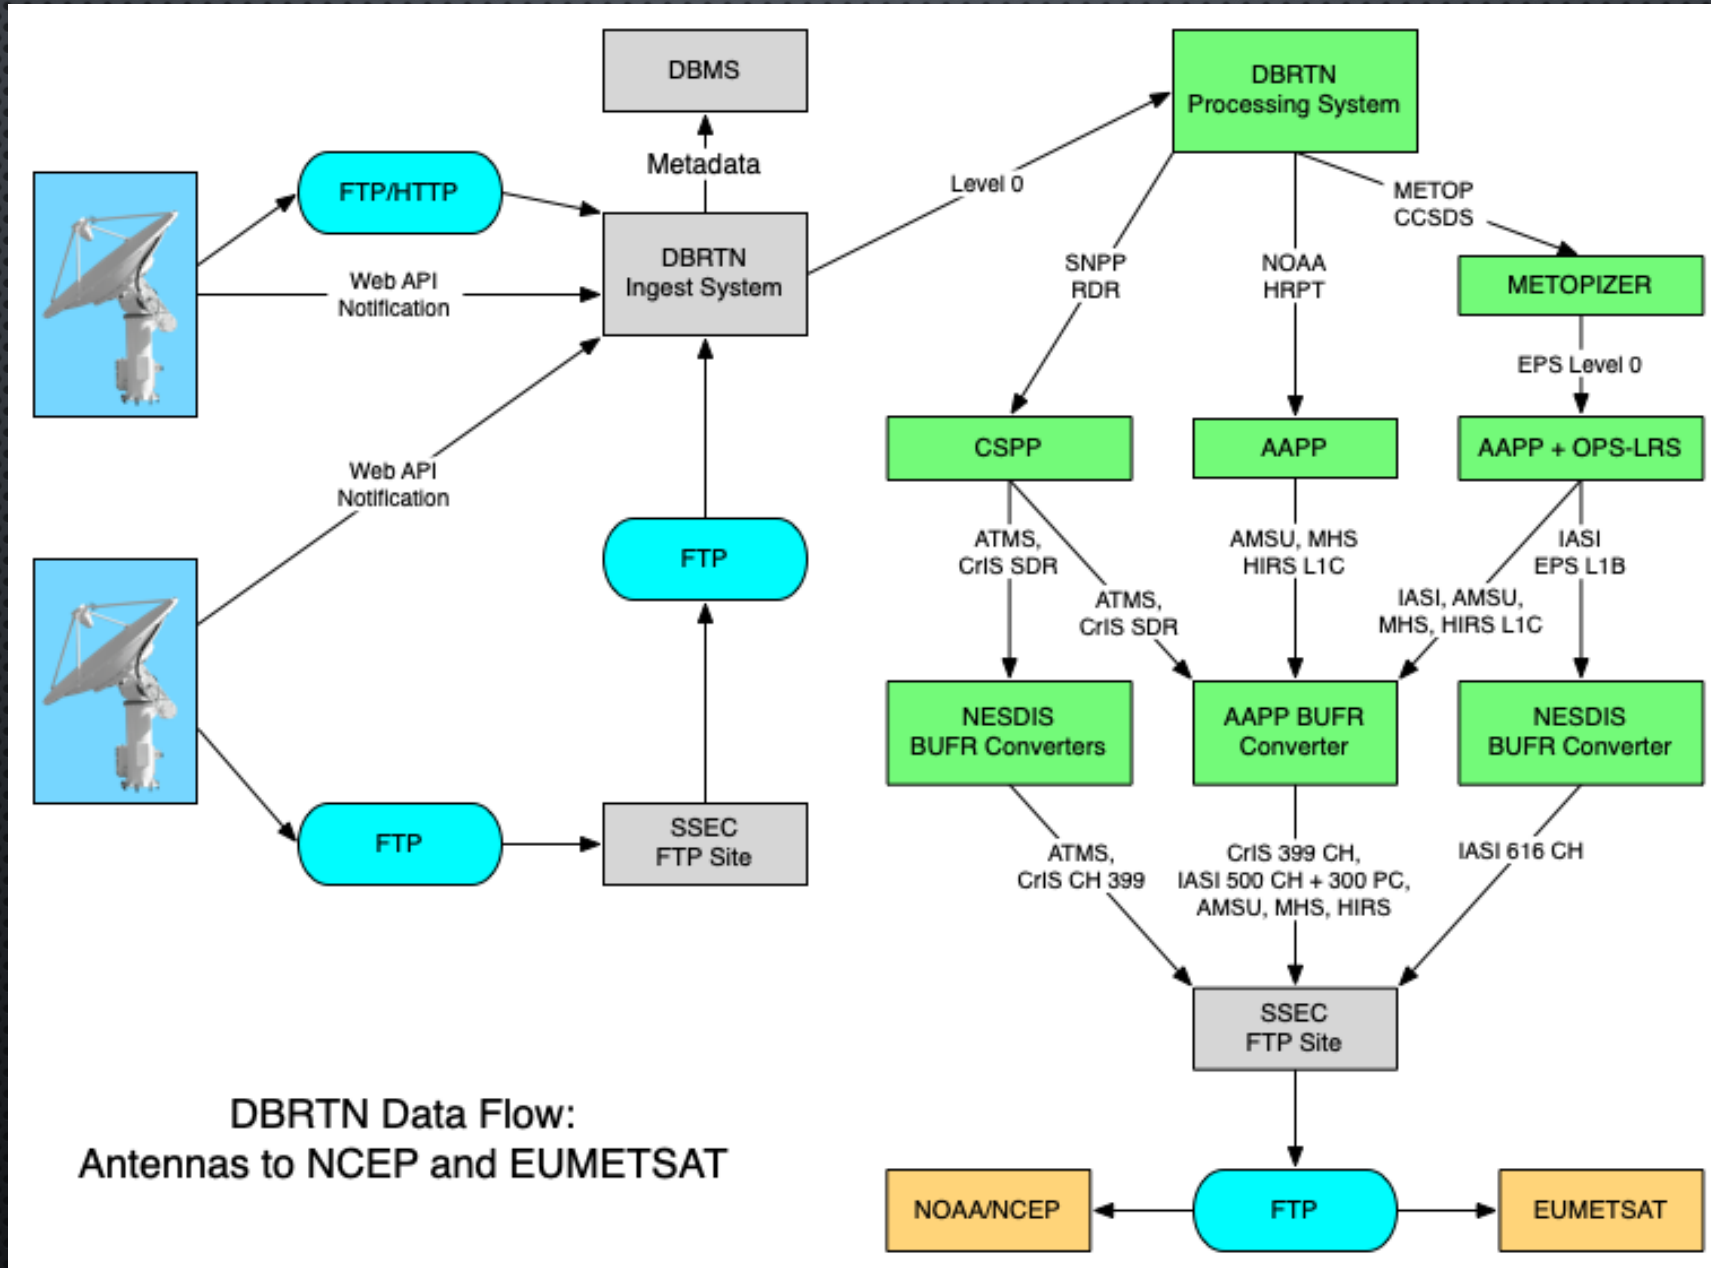 DBMS
DBRTN
Processing System
Metadata
FTP/HTTP
Level 0
METOP
CCSDS
DBRTN
Ingest System
Web API
Notification
SNPP
RDR
NOAA
HRPT
METOPIZER
EPS Level 0
CSPP
AAPP
AAPP + OPS-LRS
Web API
Notification
FTP
ATMS,
CrIS SDR
ATMS,
CrIS SDR
AMSU, MHS
HIRS L1C
IASI, AMSU,
MHS, HIRS L1C
IASI
EPS L1B
NESDIS
BUFR Converters
AAPP BUFR
Converter
NESDIS
BUFR Converter
FTP
SSEC
FTP Site
ATMS,
CrIS CH 399
CrIS 399 CH,
IASI 500 CH + 300 PC,
AMSU, MHS, HIRS
IASI 616 CH
SSEC
FTP Site
DBRTN Data Flow:
Antennas to NCEP and EUMETSAT
NOAA/NCEP
FTP
EUMETSAT